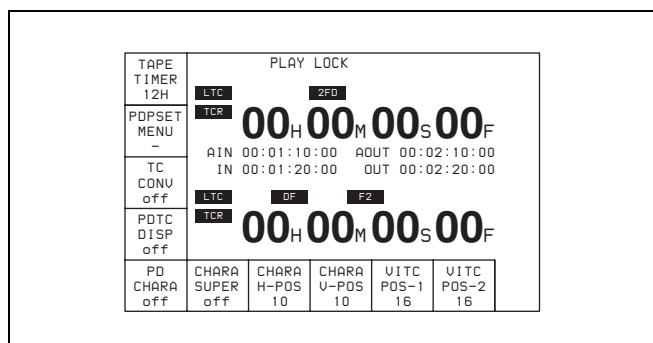 PLAY LOCK
TAPE
TIMER
12H
LTC 2FD
TCR 00H 00M 00S 00F
PDPSET
MENU
–
AIN 00:01:10:00 AOUT 00:02:10:00
IN 00:01:20:00 OUT 00:02:20:00
TC
CONV
off
LTC DF F2
TCR 00H 00M 00S 00F
PDTC
DISP
off
PD CHARA CHARA CHARA VITC VITC
CHARA SUPER H-POS V-POS POS-1 POS-2
off off 10 10 16 16